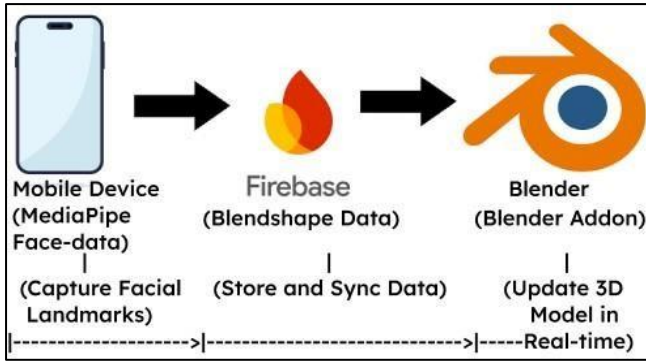 Mobile Device
(MediaPipe
Face-data)
Firebase
(Blendshape Data)
Blender
(Blender Addon)
(Capture Facial
Landmarks)
(Store and Sync Data)
(Update 3D
Model in
Real-time)
|---------------------->|------------------------------>|-----